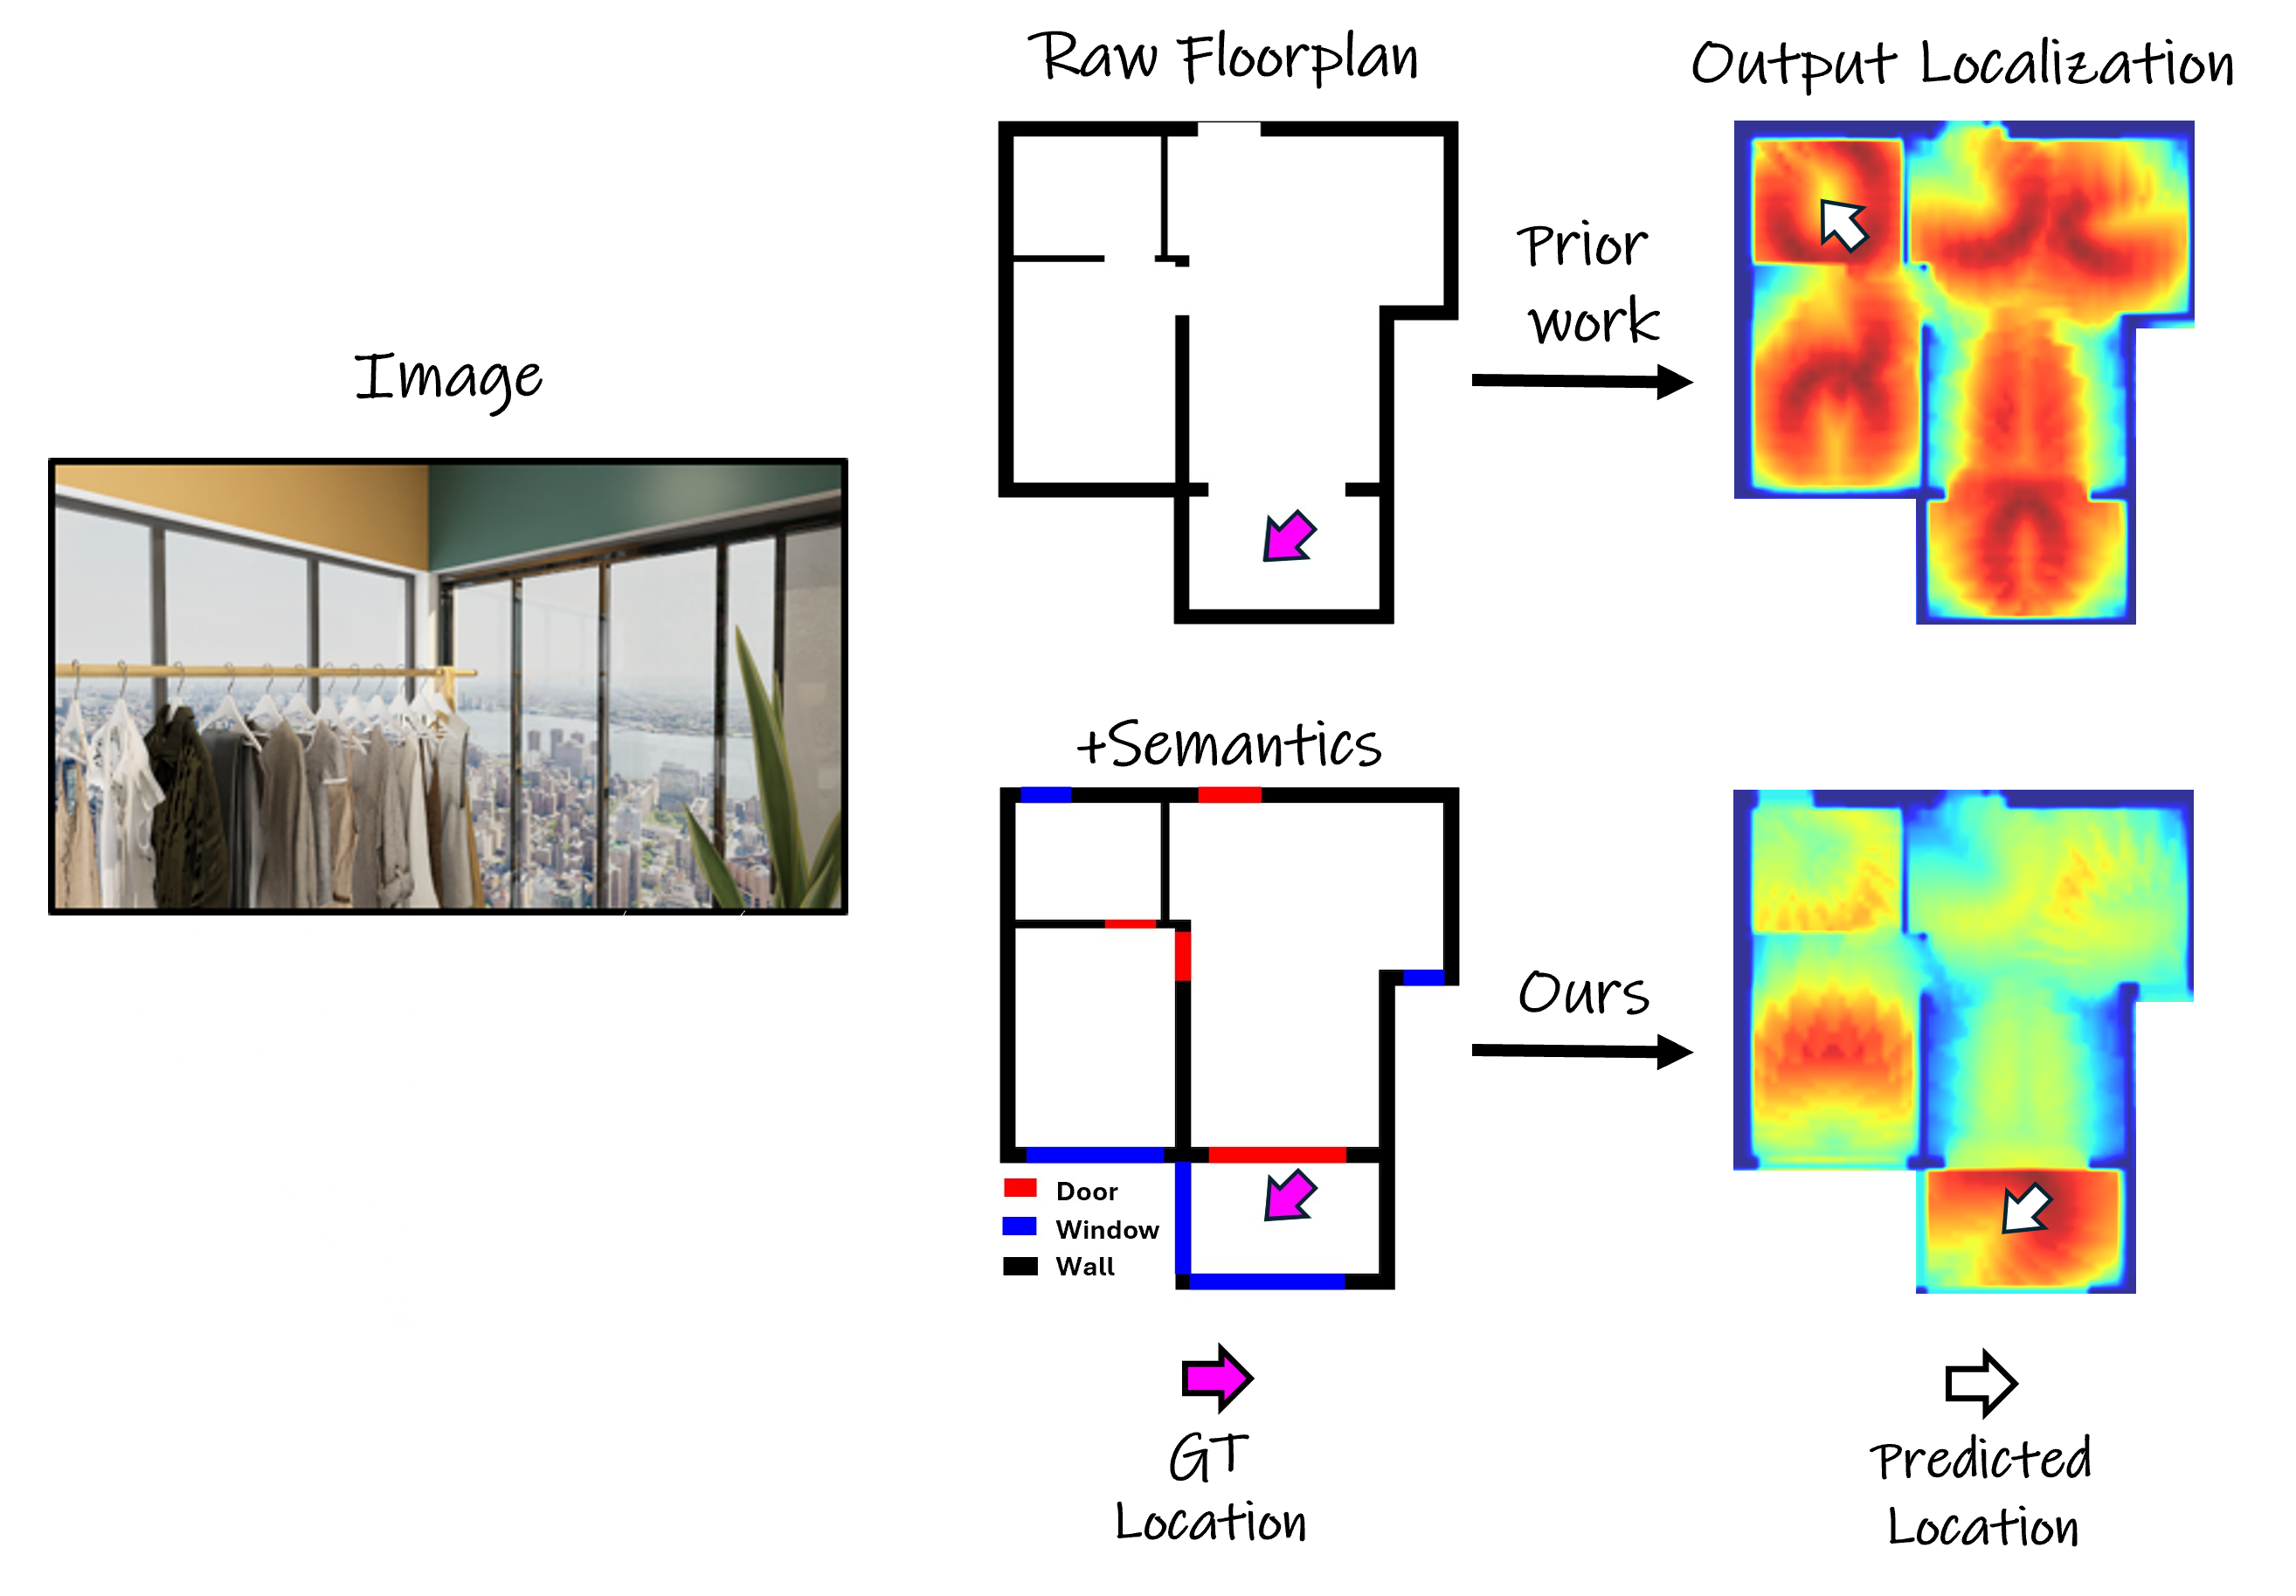 Raw Floorplan
Output Localization
Image
Prior
work
+Semantics
Ours
Door
Window
Wall
GT
Location
Predicted
Location